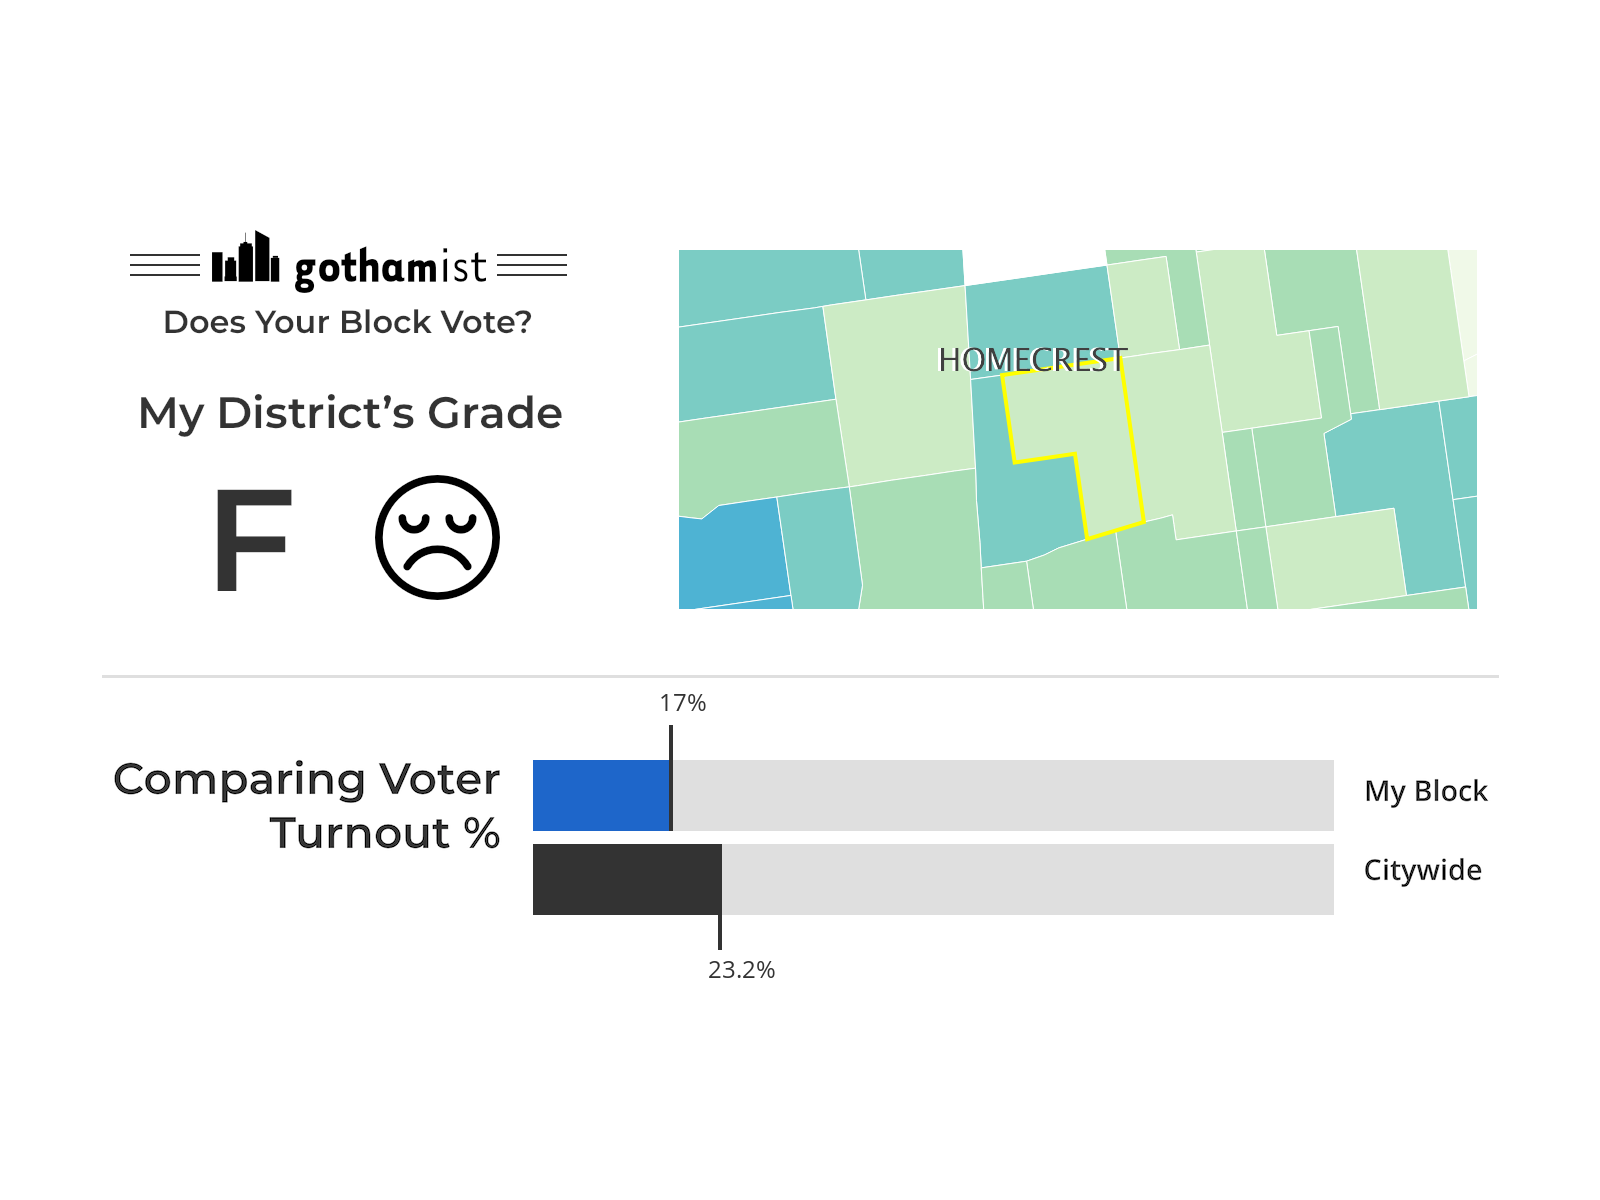 gothamist
Does Your Block Vote?
My District’s Grade
F
HOMECREST
17%
Comparing Voter
Turnout %
My Block
Citywide
23.2%